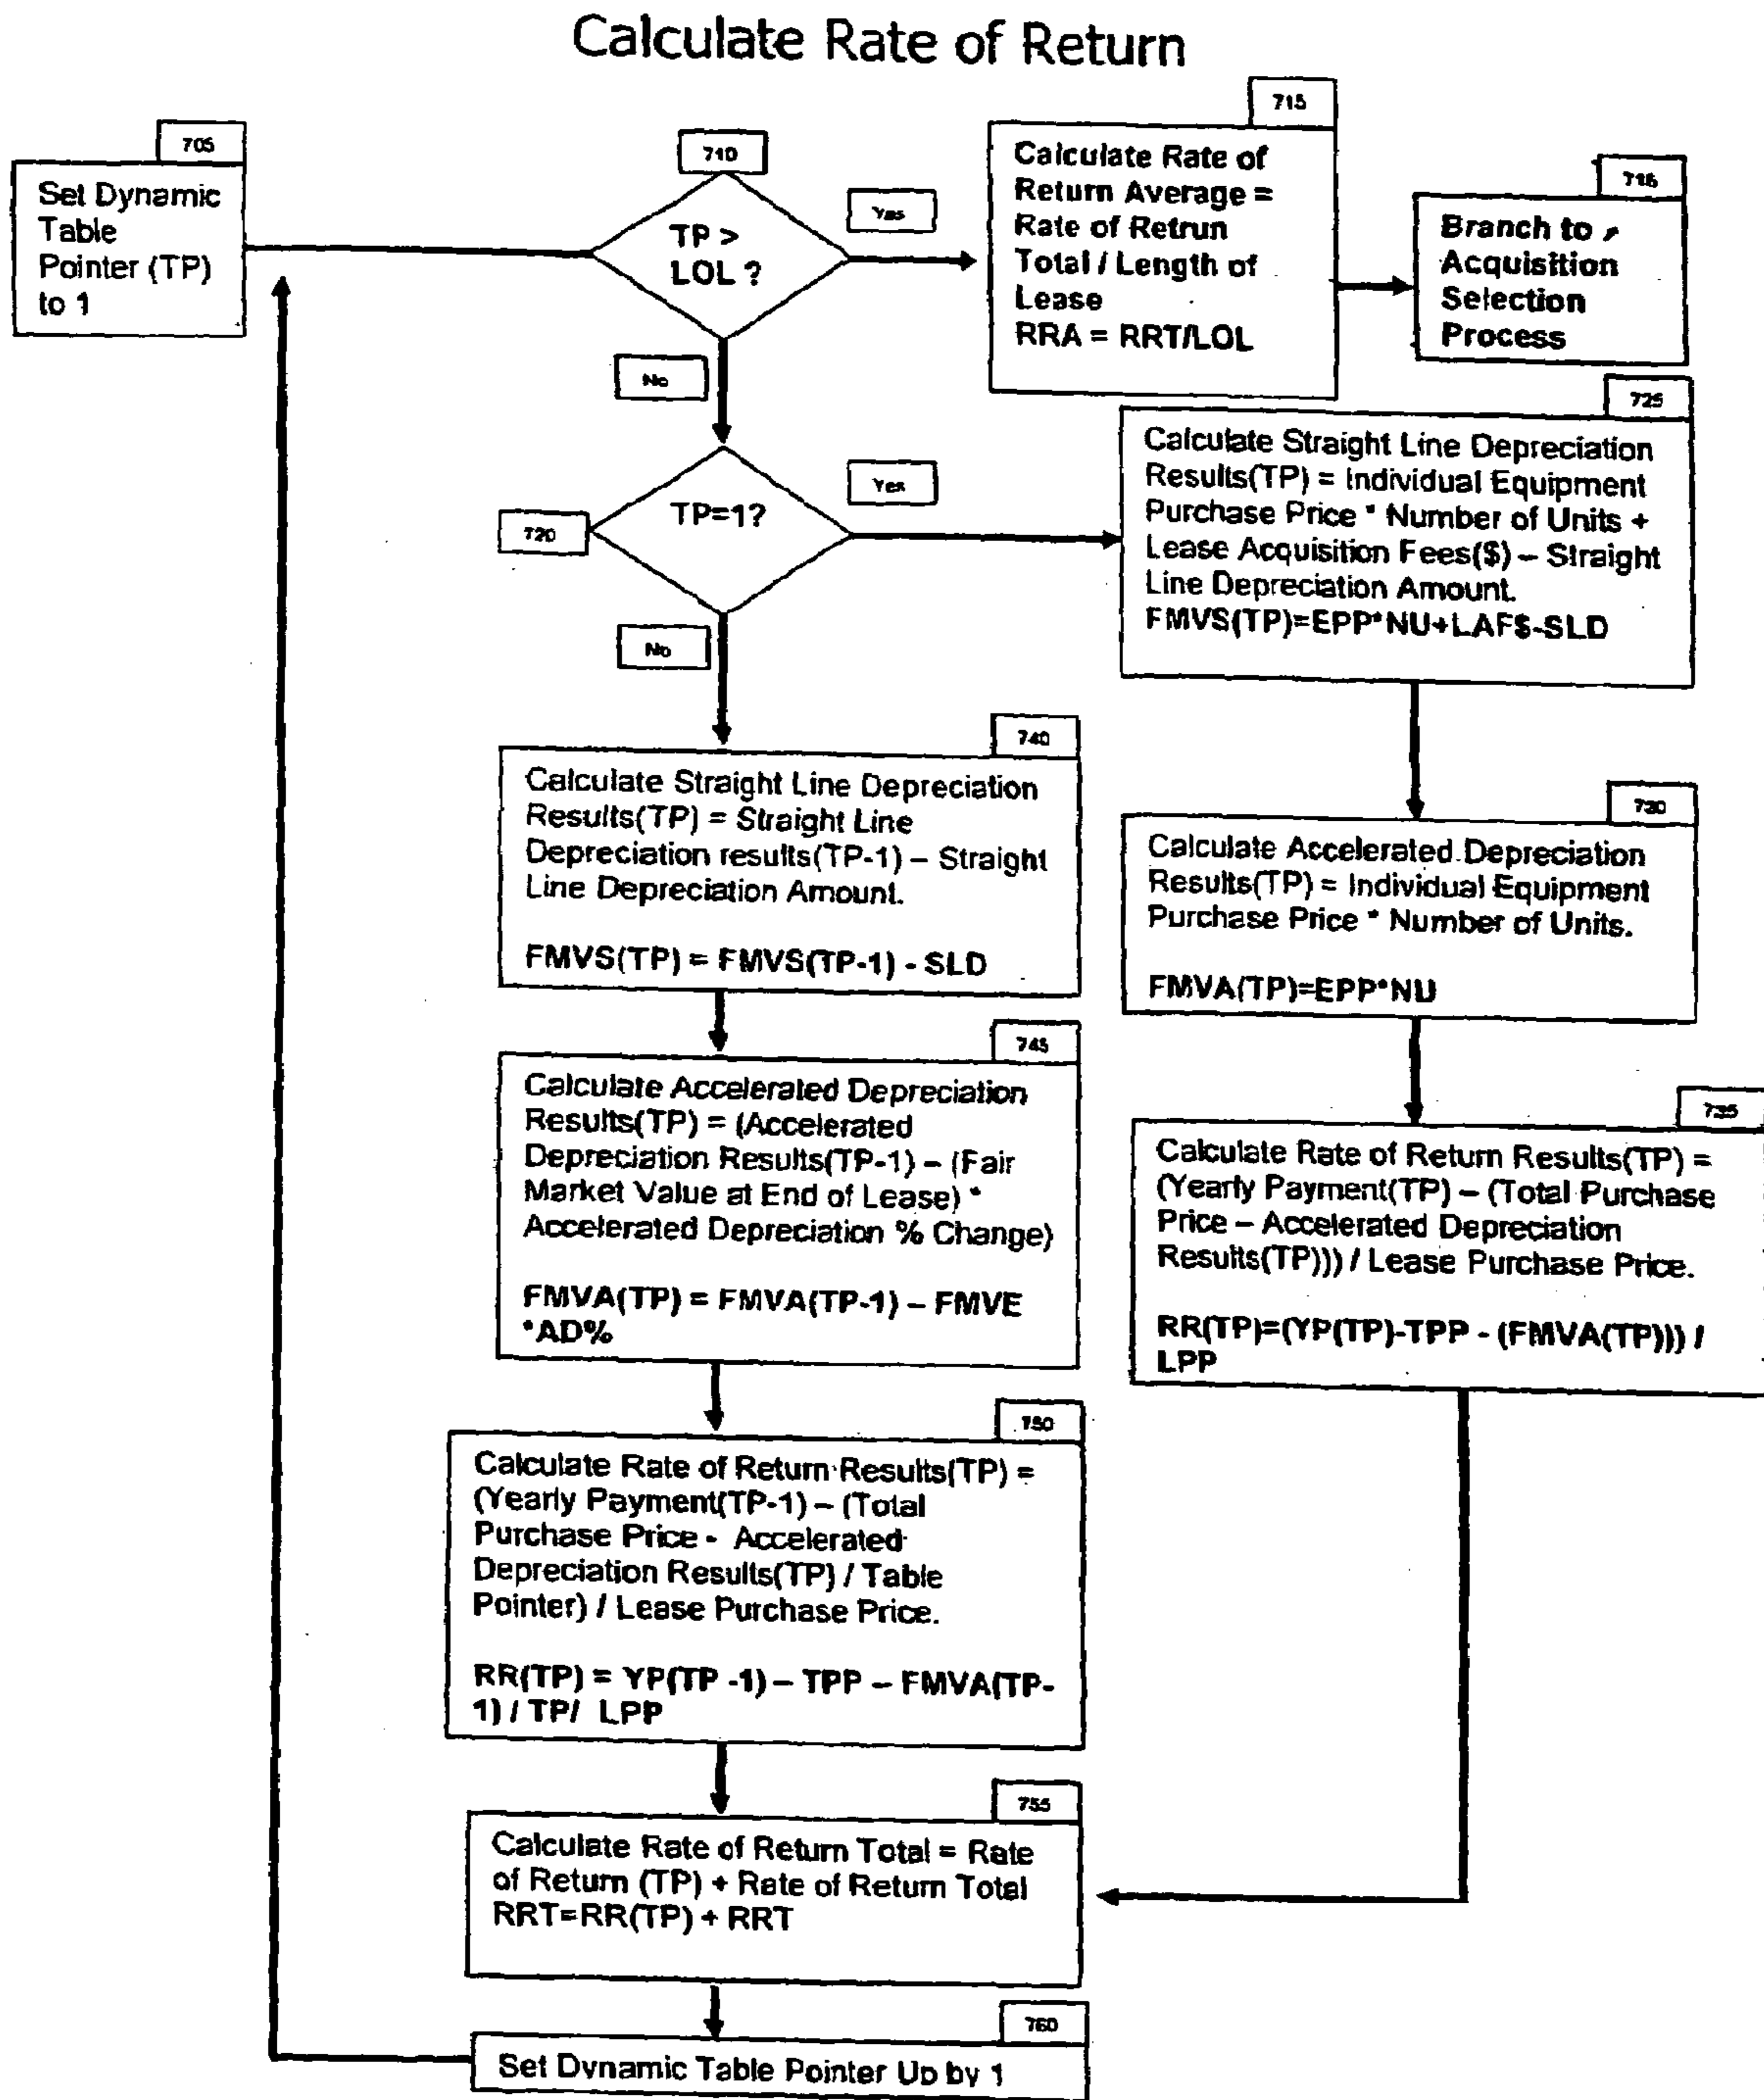 Calculate Rate of Return
705
Set Dynamic
Table
Pointer (TP)
to 1
710
TP >
LOL ?
Yes
No
715
Calculate Rate of
Return Average =
Rate of Retrun
Total / Length of
Lease
RRA = RRT/LOL
716
Branch to
Acquisition
Selection
Process
720
TP=1?
Yes
No
725
Calculate Straight Line Depreciation
Results(TP) = Individual Equipment
Purchase Price * Number of Units +
Lease Acquisition Fees($) – Straight
Line Depreciation Amount.
FMVS(TP)=EPP*NU+LAF$-SLD
730
Calculate Accelerated Depreciation
Results(TP) = Individual Equipment
Purchase Price * Number of Units.
FMVA(TP)=EPP*NU
735
Calculate Rate of Return Results(TP) =
(Yearly Payment(TP) – (Total Purchase
Price – Accelerated Depreciation
Results(TP))) / Lease Purchase Price.
RR(TP)=(YP(TP)-TPP - (FMVA(TP))) /
LPP
740
Calculate Straight Line Depreciation
Results(TP) = Straight Line
Depreciation results(TP-1) – Straight
Line Depreciation Amount.
FMVS(TP) = FMVS(TP-1) - SLD
745
Calculate Accelerated Depreciation
Results(TP) = (Accelerated
Depreciation Results(TP-1) – (Fair
Market Value at End of Lease) *
Accelerated Depreciation % Change)
FMVA(TP) = FMVA(TP-1) – FMVE
*AD%
750
Calculate Rate of Return Results(TP) =
(Yearly Payment(TP-1) – (Total
Purchase Price - Accelerated
Depreciation Results(TP) / Table
Pointer) / Lease Purchase Price.
RR(TP) = YP(TP -1) – TPP – FMVA(TP-
1) / TP/ LPP
755
Calculate Rate of Return Total = Rate
of Return (TP) + Rate of Return Total
RRT=RR(TP) + RRT
760
Set Dynamic Table Pointer Up by 1